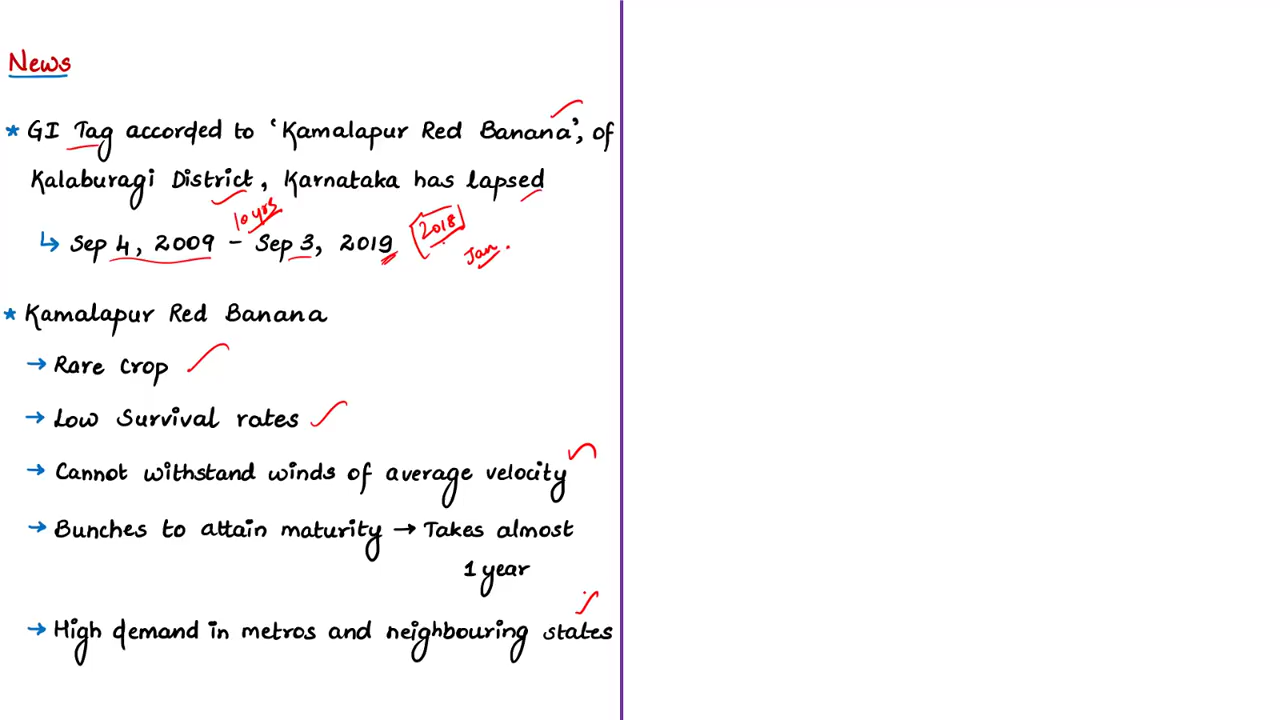 News
* GI Tag accorded to 'Kamalapur Red Banana', of
Kalaburagi District, Karnataka has lapsed
10 yrs
↳ Sep 4, 2009 - Sep 3, 2019 [2018]
Jan.
* Kamalapur Red Banana
→ Rare crop
→ Low Survival rates
→ Cannot withstand winds of average velocity
→ Bunches to attain maturity → Takes almost
1 year
→ High demand in metros and neighbouring states